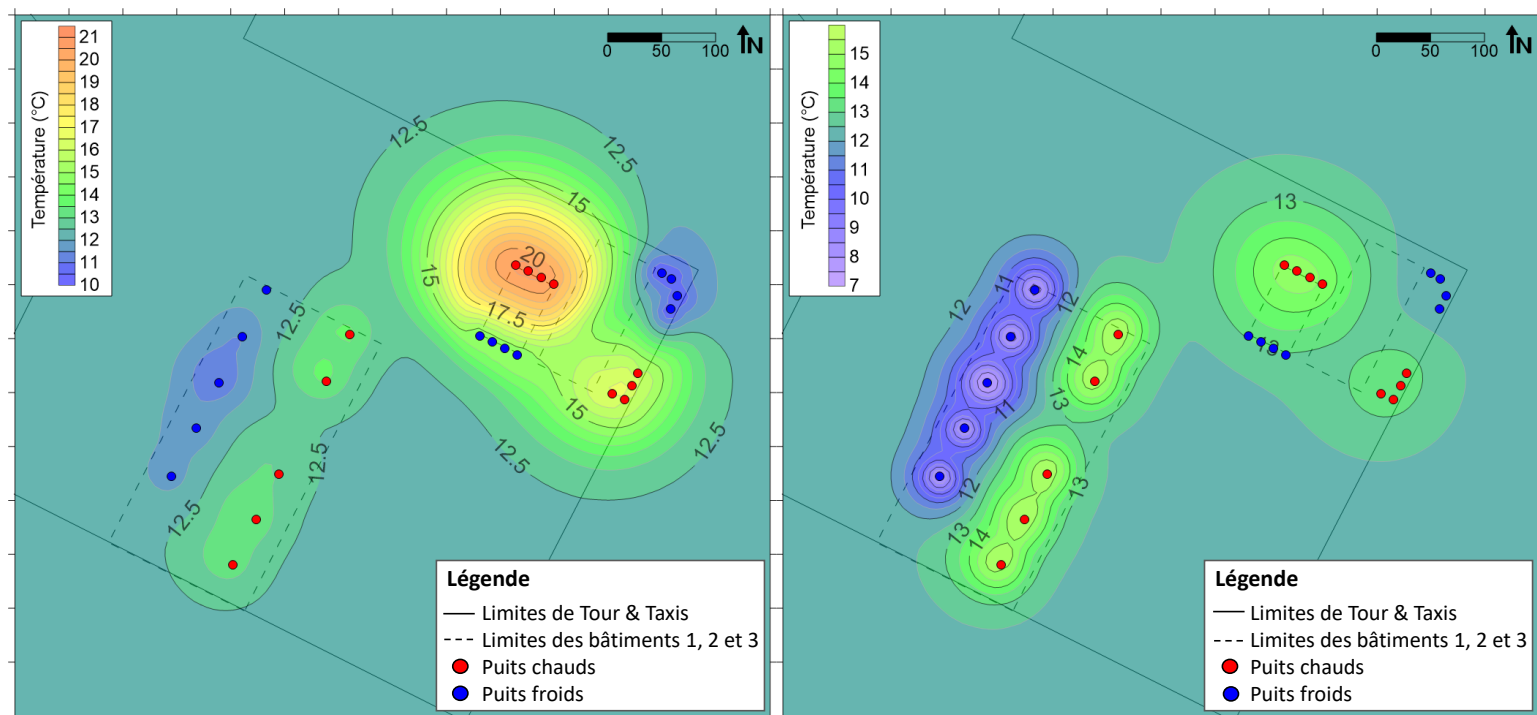 21
20
19
18
17
16
15
14
13
12
11
10
Température (°C)
0 50 100
N
12.5
12.5
15
15
20
17.5
12.5
15
12.5
12.5
12.5
12.5
Légende
Limites de Tour & Taxis
Limites des bâtiments 1, 2 et 3
Puits chauds
Puits froids
15
14
13
12
11
10
9
8
7
Température (°C)
0 50 100
N
13
11
12
12
14
11
13
13
12
13
13
14
Légende
Limites de Tour & Taxis
Limites des bâtiments 1, 2 et 3
Puits chauds
Puits froids